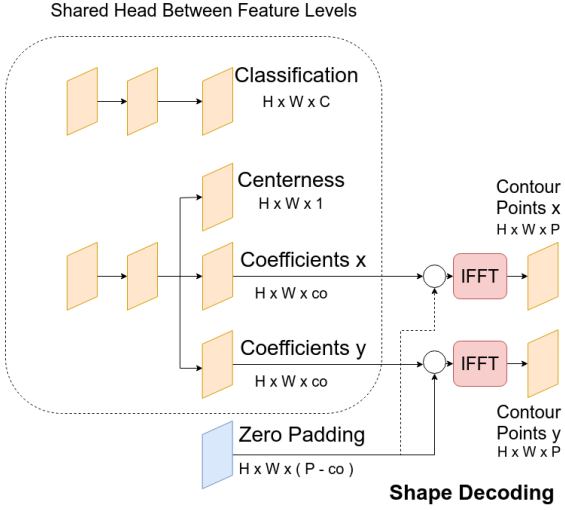 Shared Head Between Feature Levels
Classification
H x W x C
Centerness
H x W x 1
Contour
Points x
H x W x P
Coefficients x
H x W x co
IFFT
Coefficients y
H x W x co
IFFT
Contour
Points y
H x W x P
Zero Padding
H x W x ( P - co )
Shape Decoding